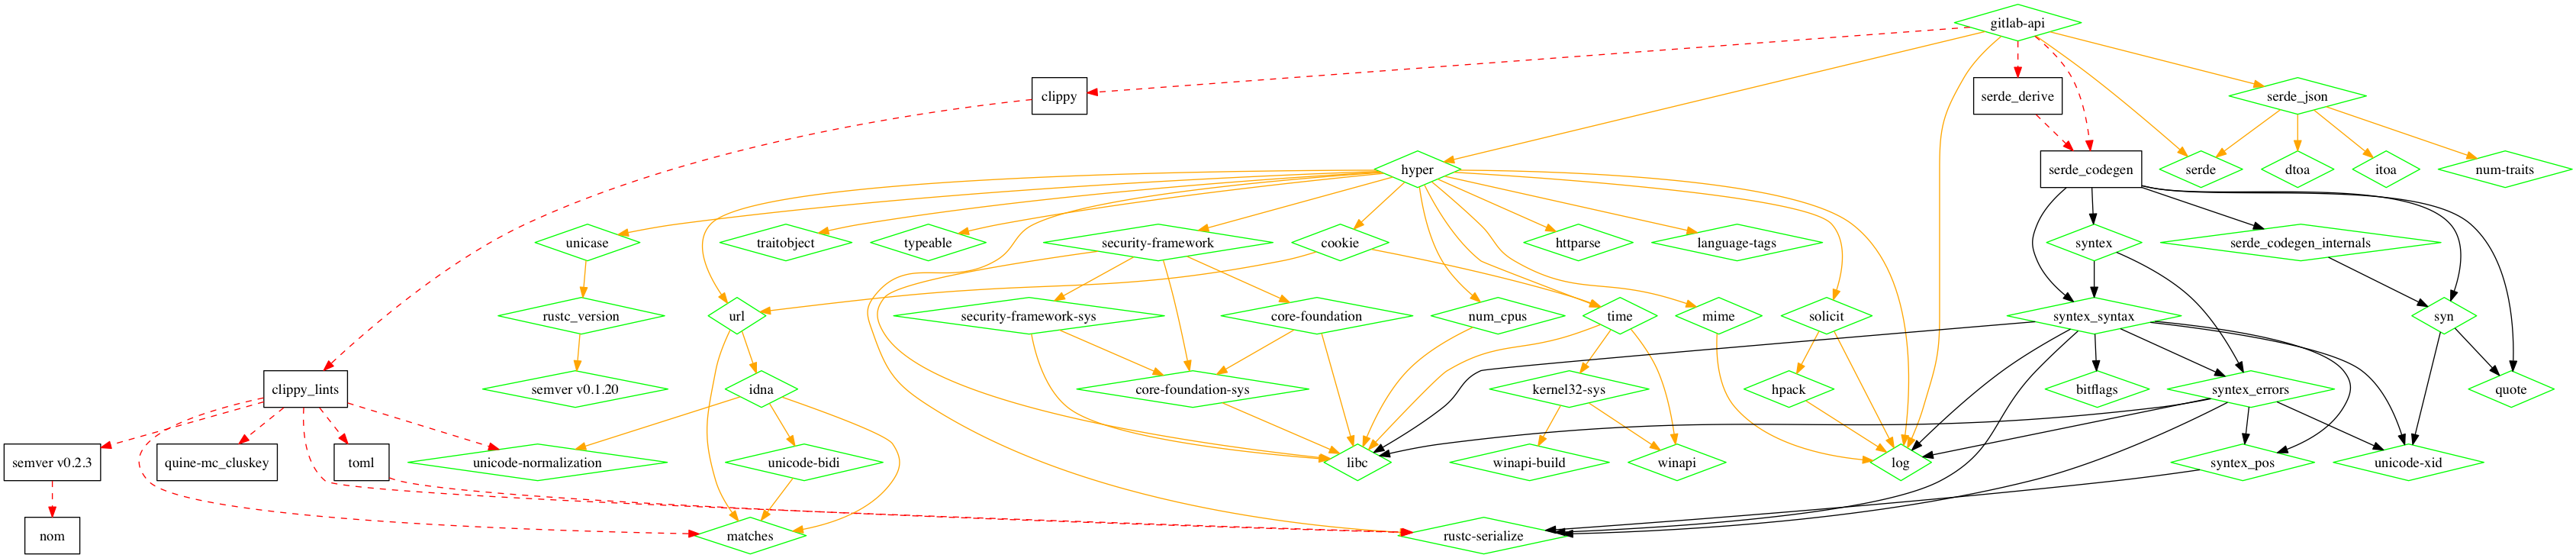 gitlab-api
clippy
serde_derive
serde_json
hyper
serde_codegen
serde
dtoa
itoa
num-traits
unicase
traitobject
typeable
security-framework
cookie
httparse
language-tags
syntex
serde_codegen_internals
rustc_version
url
security-framework-sys
core-foundation
num_cpus
time
mime
solicit
syntex_syntax
syn
clippy_lints
semver v0.1.20
idna
core-foundation-sys
kernel32-sys
hpack
bitflags
syntex_errors
quote
semver v0.2.3
quine-mc_cluskey
toml
unicode-normalization
unicode-bidi
libc
winapi-build
winapi
log
syntex_pos
unicode-xid
nom
matches
rustc-serialize